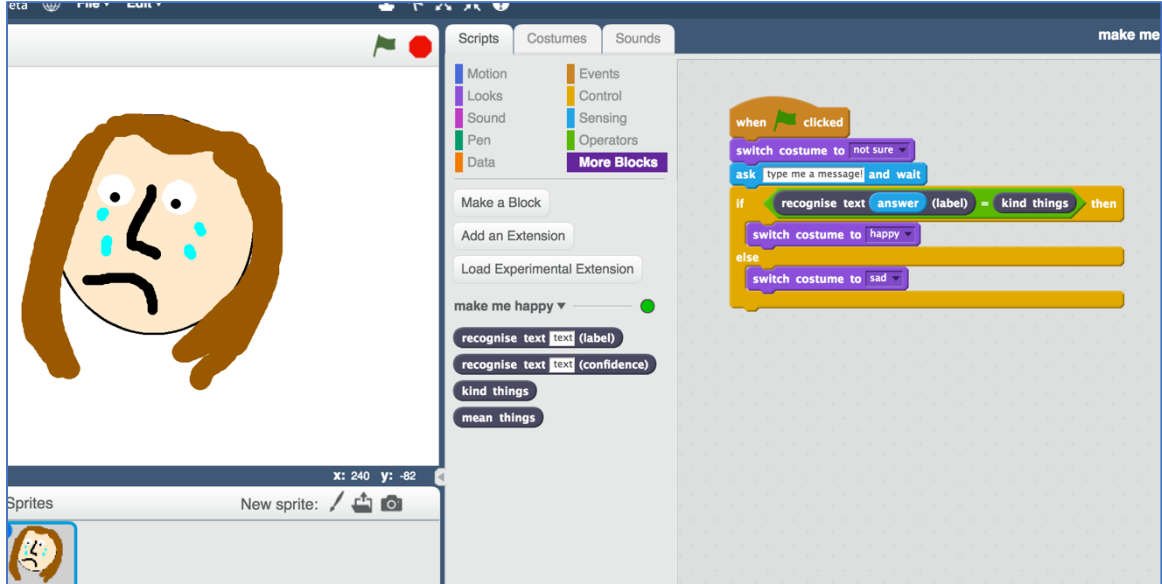 eta File Edit
Scripts Costumes Sounds make me
Motion Events
Looks Control
Sound Sensing
Pen Operators
Data More Blocks
Make a Block
Add an Extension
Load Experimental Extension
make me happy
recognise text text (label)
recognise text text (confidence)
kind things
mean things
when clicked
switch costume to not sure
ask type me a message! and wait
if recognise text answer (label) = kind things then
switch costume to happy
else
switch costume to sad
x: 240 y: -82
Sprites New sprite: